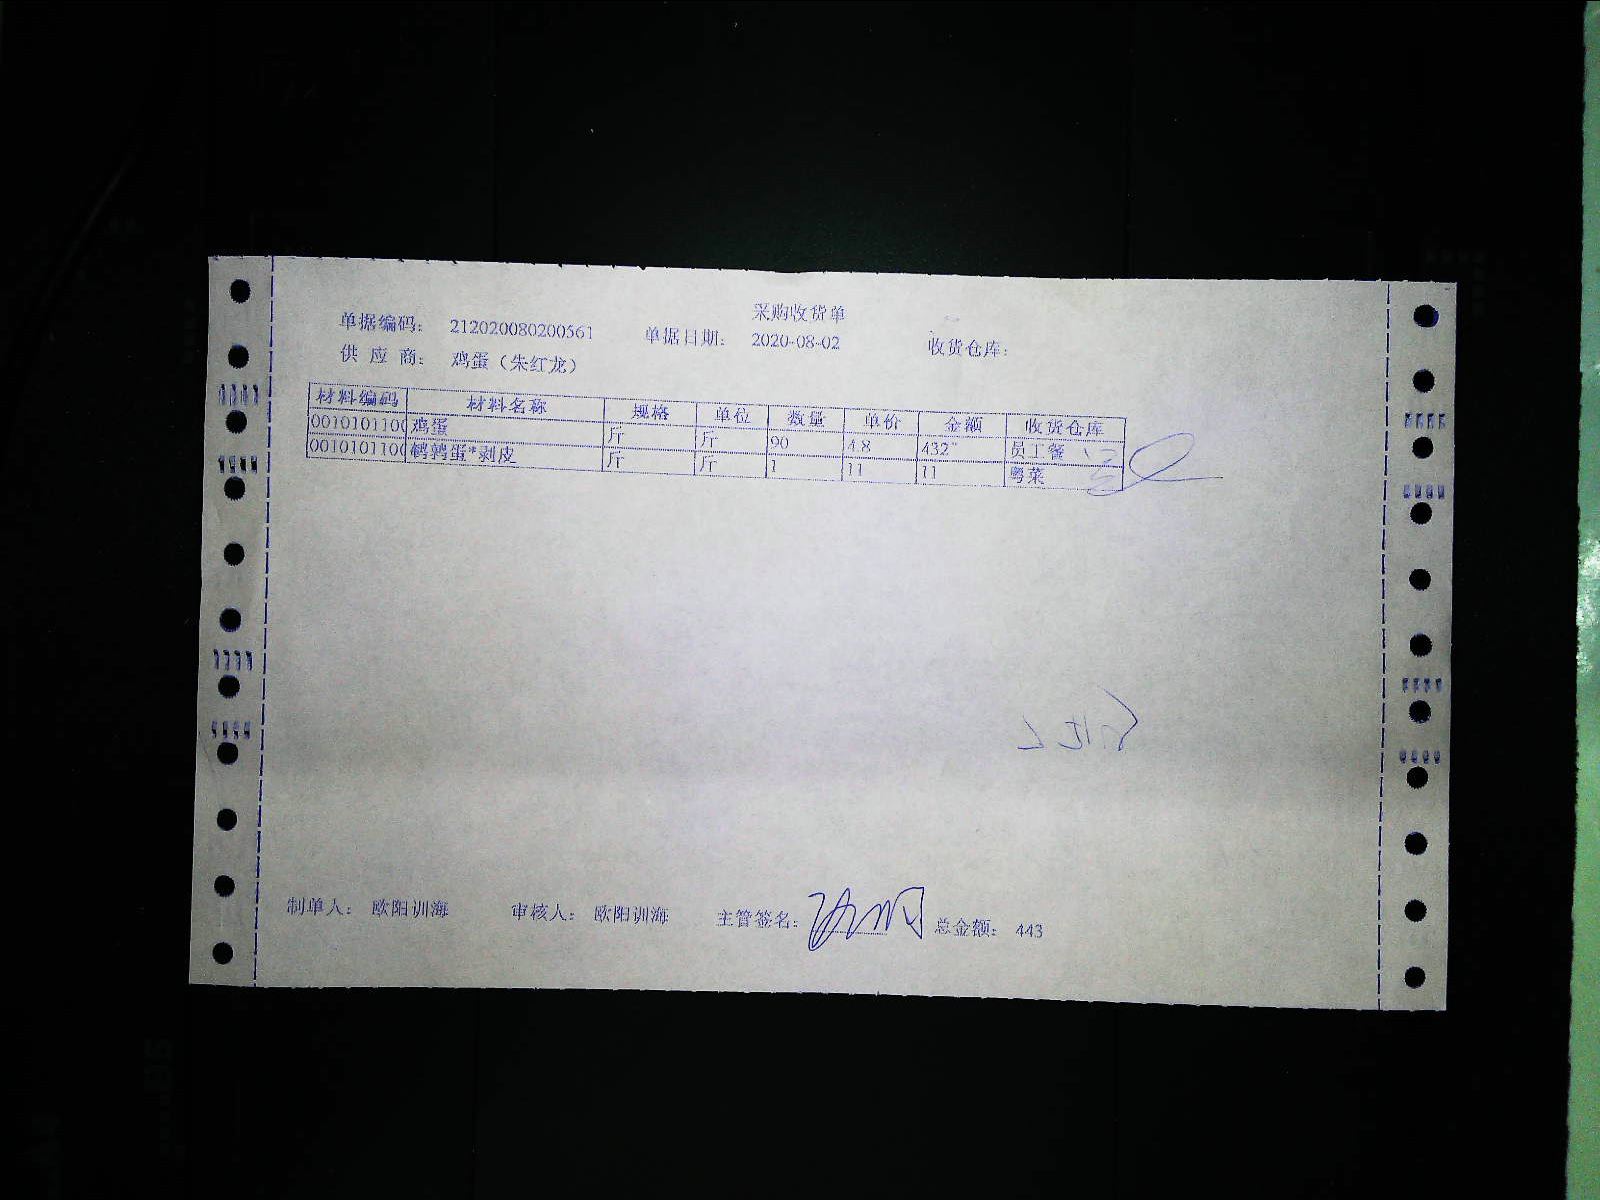 采购收货单
单据编码： 212020080200561 单据日期： 2020-08-02 收货仓库：
供 应 商： 鸡蛋（朱红龙）
材料编码 材料名称 规格 单位 数量 单价 金额 收货仓库
0010101100 鸡蛋 斤 斤 90 4.8 432 员工餐
0010101100 鹌鹑蛋*剥皮 斤 斤 1 11 11 粤菜
制单人： 欧阳训海 审核人： 欧阳训海 主管签名： 总金额： 443